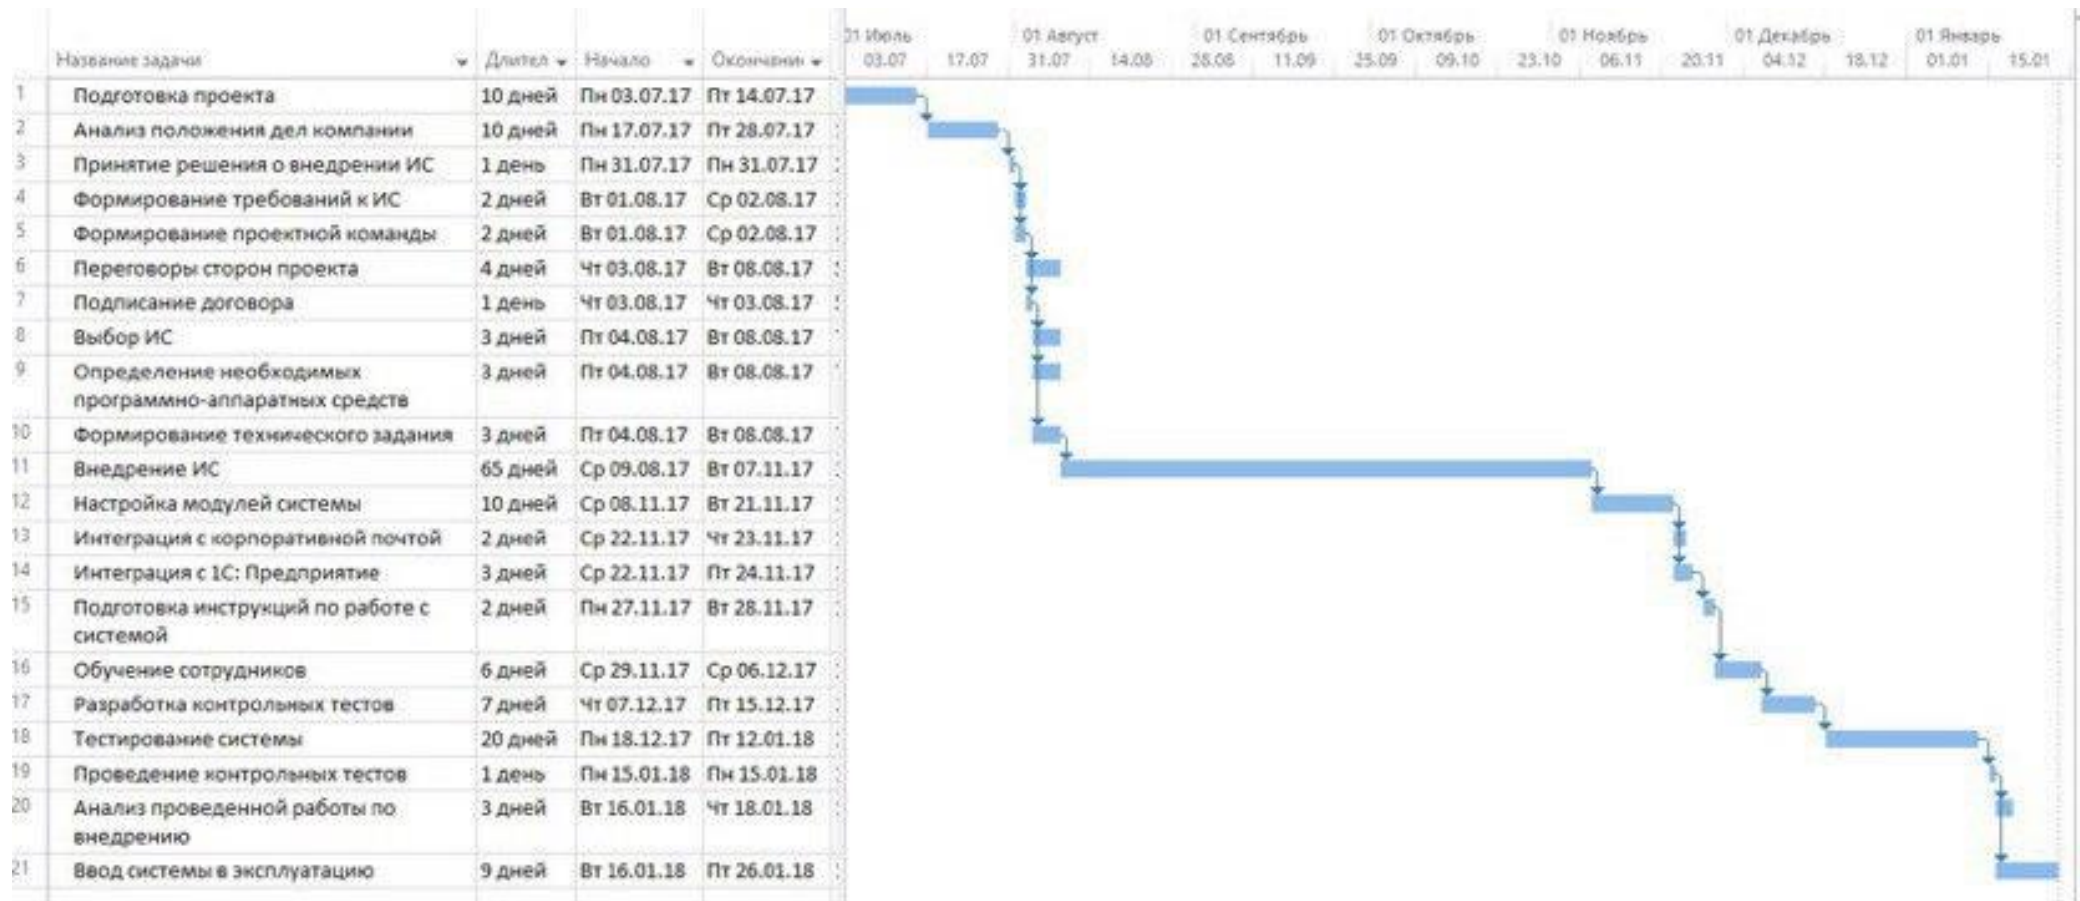 01 Июль 01 Август 01 Сентябрь 01 Октябрь 01 Ноябрь 01 Декабрь 01 Январь
Название задачи Длител Начало Окончани 03.07 17.07 31.07 14.08 28.08 11.09 25.09 09.10 23.10 06.11 20.11 04.12 18.12 01.01 15.01
1 Подготовка проекта 10 дней Пн 03.07.17 Пт 14.07.17
2 Анализ положения дел компании 10 дней Пн 17.07.17 Пт 28.07.17
3 Принятие решения о внедрении ИС 1 день Пн 31.07.17 Пн 31.07.17
4 Формирование требований к ИС 2 дней Вт 01.08.17 Ср 02.08.17
5 Формирование проектной команды 2 дней Вт 01.08.17 Ср 02.08.17
6 Переговоры сторон проекта 4 дней Чт 03.08.17 Вт 08.08.17
7 Подписание договора 1 день Чт 03.08.17 Чт 03.08.17
8 Выбор ИС 3 дней Пт 04.08.17 Вт 08.08.17
9 Определение необходимых 3 дней Пт 04.08.17 Вт 08.08.17
программно-аппаратных средств
10 Формирование технического задания 3 дней Пт 04.08.17 Вт 08.08.17
11 Внедрение ИС 65 дней Ср 09.08.17 Вт 07.11.17
12 Настройка модулей системы 10 дней Ср 08.11.17 Вт 21.11.17
13 Интеграция с корпоративной почтой 2 дней Ср 22.11.17 Чт 23.11.17
14 Интеграция с 1С: Предприятие 3 дней Ср 22.11.17 Пт 24.11.17
15 Подготовка инструкций по работе с 2 дней Пн 27.11.17 Вт 28.11.17
системой
16 Обучение сотрудников 6 дней Ср 29.11.17 Ср 06.12.17
17 Разработка контрольных тестов 7 дней Чт 07.12.17 Пт 15.12.17
18 Тестирование системы 20 дней Пн 18.12.17 Пт 12.01.18
19 Проведение контрольных тестов 1 день Пн 15.01.18 Пн 15.01.18
20 Анализ проведенной работы по 3 дней Вт 16.01.18 Чт 18.01.18
внедрению
21 Ввод системы в эксплуатацию 9 дней Вт 16.01.18 Пт 26.01.18